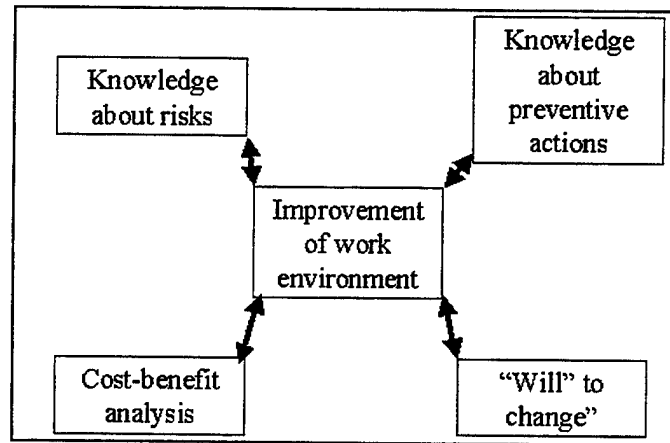 Knowledge
about risks
Knowledge
about
preventive
actions
Improvement
of work
environment
Cost-benefit
analysis
“Will” to
change”